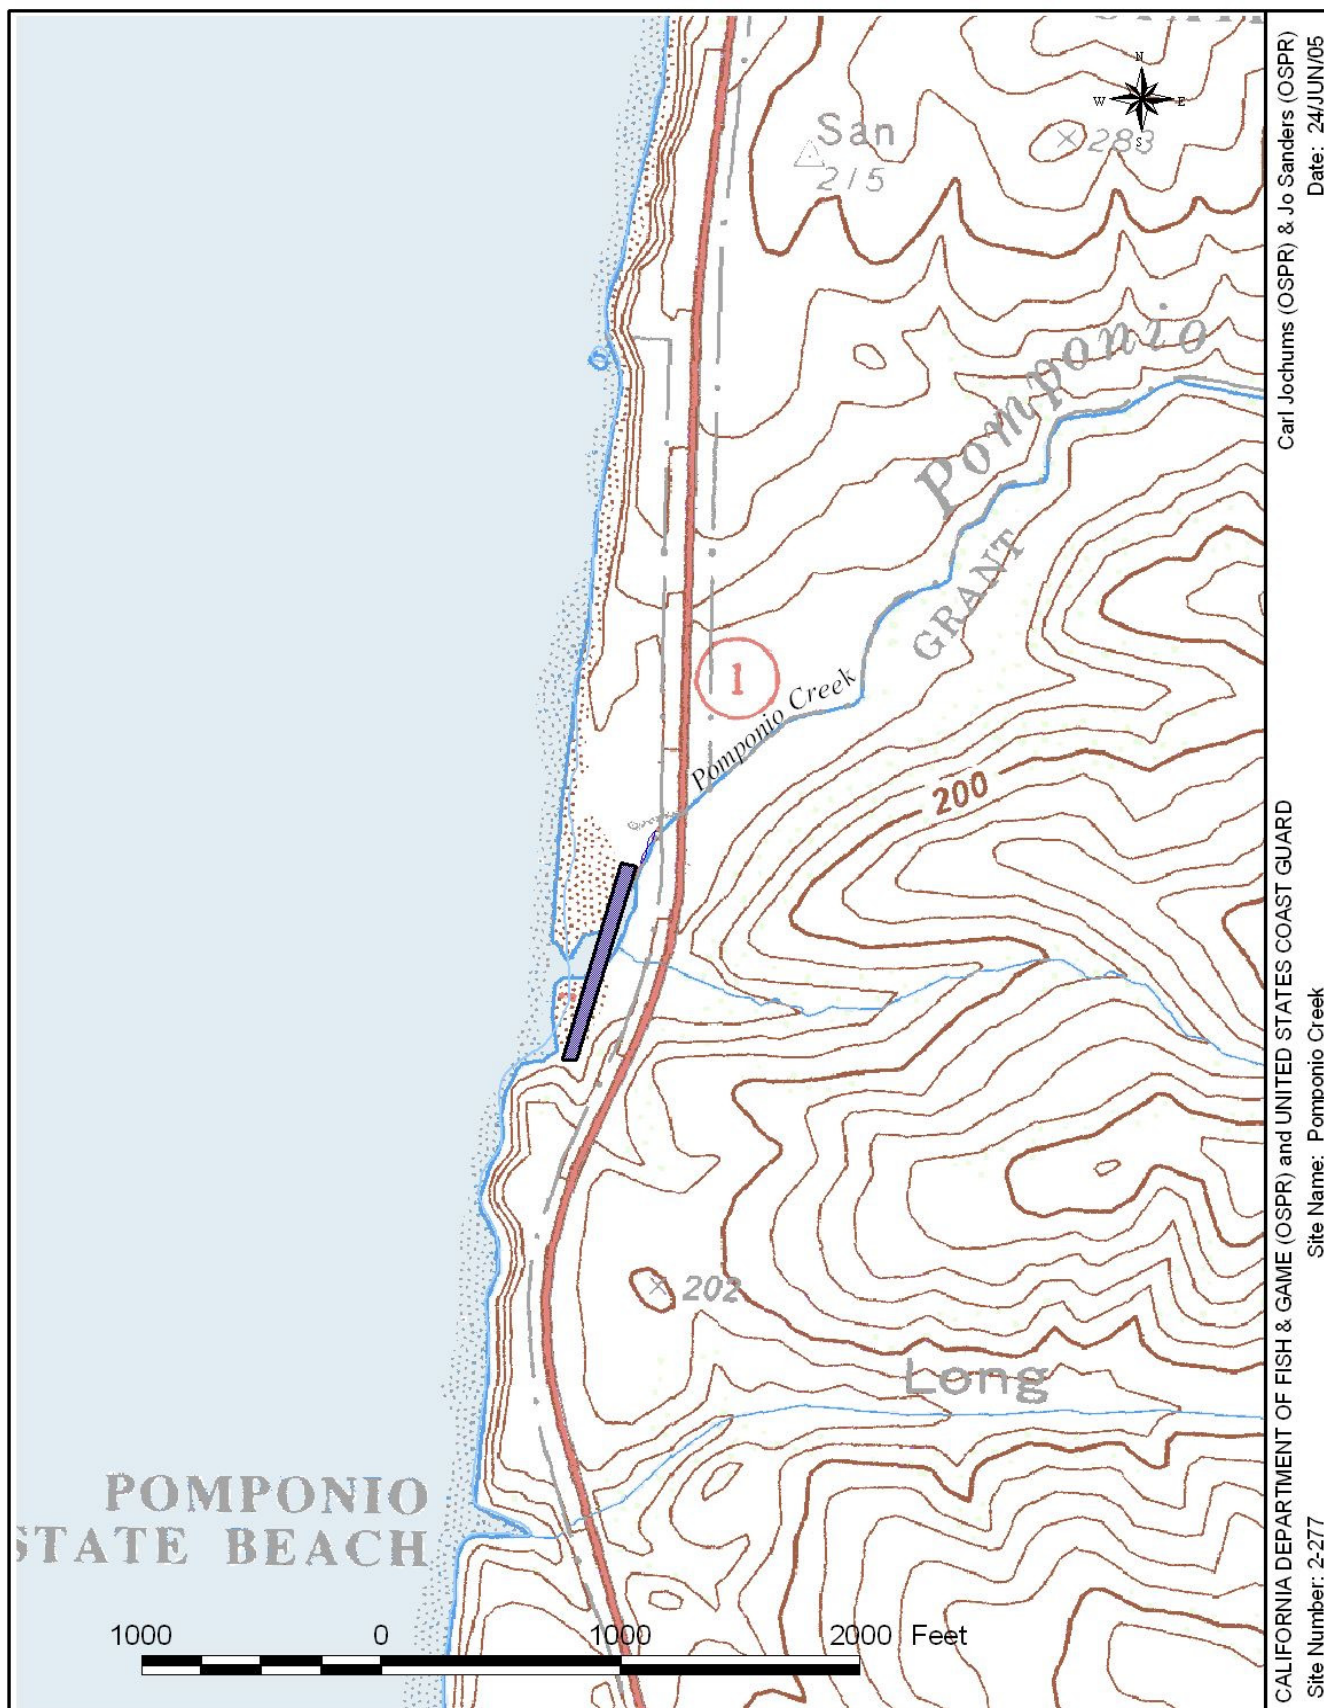 N
W E
S
San
215
283
Pomponio
GRANT
1
Pomponio Creek
200
202
Long
POMPONIO
STATE BEACH
1000 0 1000 2000 Feet
Carl Jochums (OSPR) & Jo Sanders (OSPR)
Date: 24/JUN/05
CALIFORNIA DEPARTMENT OF FISH & GAME (OSPR) and UNITED STATES COAST GUARD
Site Number: 2-277 Site Name: Pomponio Creek